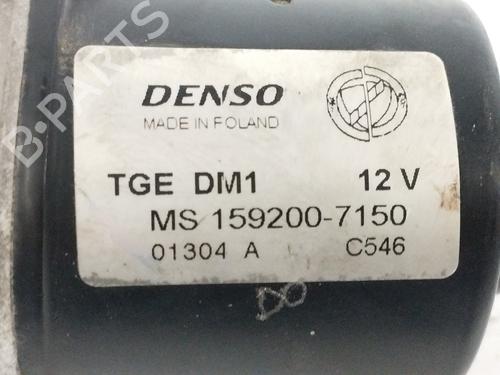 DENSO
MADE IN POLAND
TGE DM1 12 V
MS 159200-7150
01304 A C546
B-PARTS